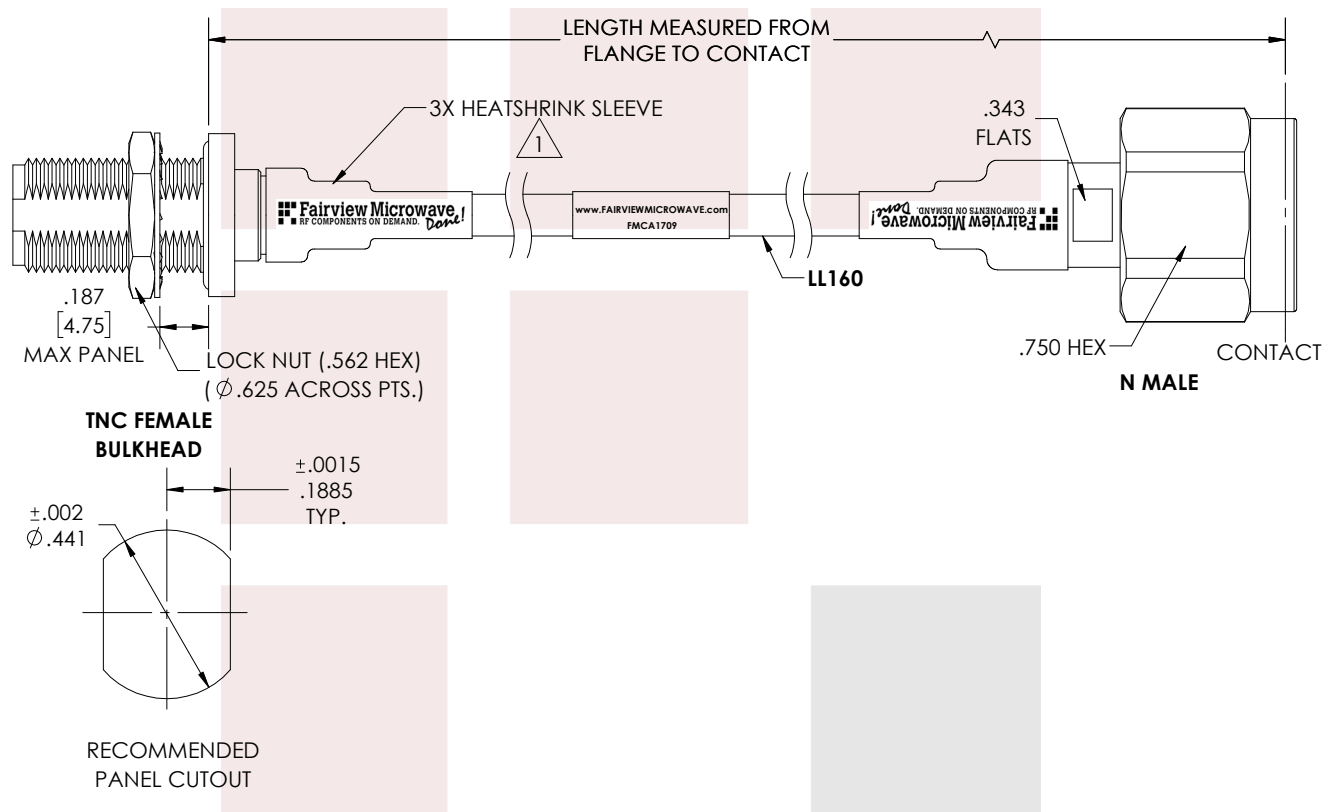 LENGTH MEASURED FROM
FLANGE TO CONTACT
3X HEATSHRINK SLEEVE
1
.343
FLATS
Fairview Microwave
RF COMPONENTS ON DEMAND.
Done!
www.FAIRVIEWMICROWAVE.com
FMCA1709
Fairview Microwave
RF COMPONENTS ON DEMAND.
Done!
LL160
.187
[4.75]
MAX PANEL
LOCK NUT (.562 HEX)
(∅.625 ACROSS PTS.)
.750 HEX
CONTACT
N MALE
TNC FEMALE
BULKHEAD
±.0015
.1885
TYP.
±.002
∅.441
RECOMMENDED
PANEL CUTOUT